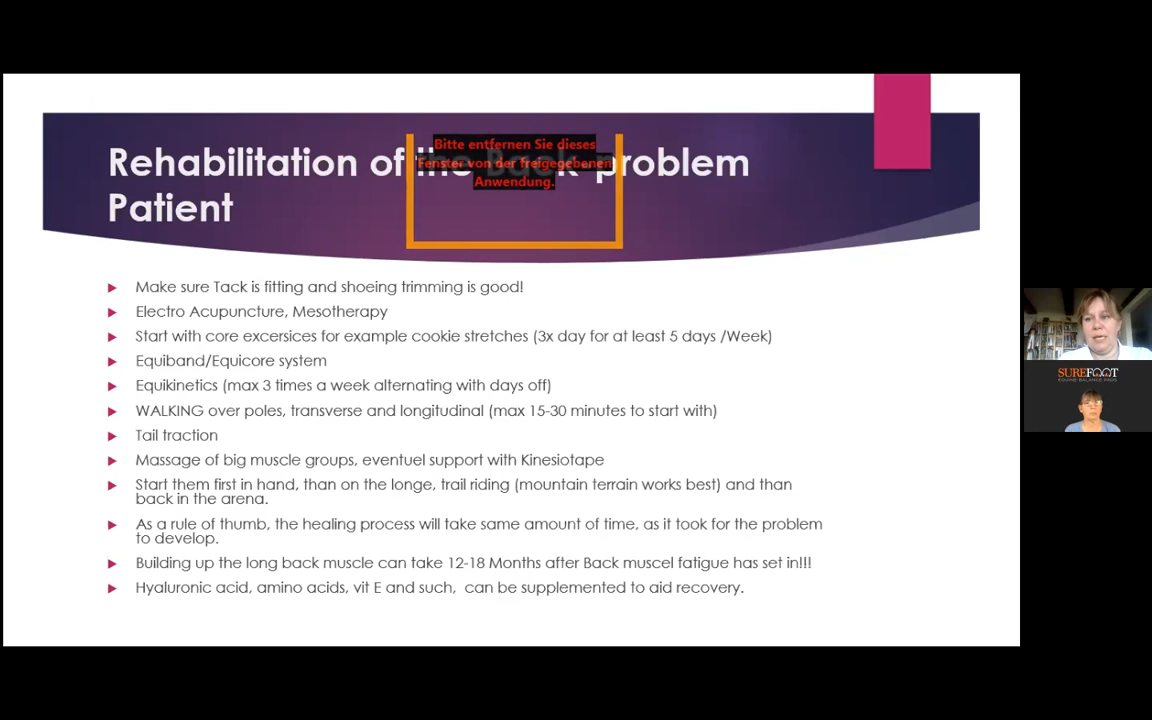 Rehabilitation of the Back-problem
Patient
Bitte entfernen Sie dieses
Fenster von der freigegebenen
Anwendung.
Make sure Tack is fitting and shoeing trimming is good!
Electro Acupuncture, Mesotherapy
Start with core excersices for example cookie stretches (3x day for at least 5 days /Week)
Equiband/Equicore system
Equikinetics (max 3 times a week alternating with days off)
WALKING over poles, transverse and longitudinal (max 15-30 minutes to start with)
Tail traction
Massage of big muscle groups, eventuel support with Kinesiotape
Start them first in hand, than on the longe, trail riding (mountain terrain works best) and than
back in the arena.
As a rule of thumb, the healing process will take same amount of time, as it took for the problem
to develop.
Building up the long back muscle can take 12-18 Months after Back muscel fatigue has set in!!!
Hyaluronic acid, amino acids, vit E and such, can be supplemented to aid recovery.
SUREFOOT
EQUINE BALANCE PADS